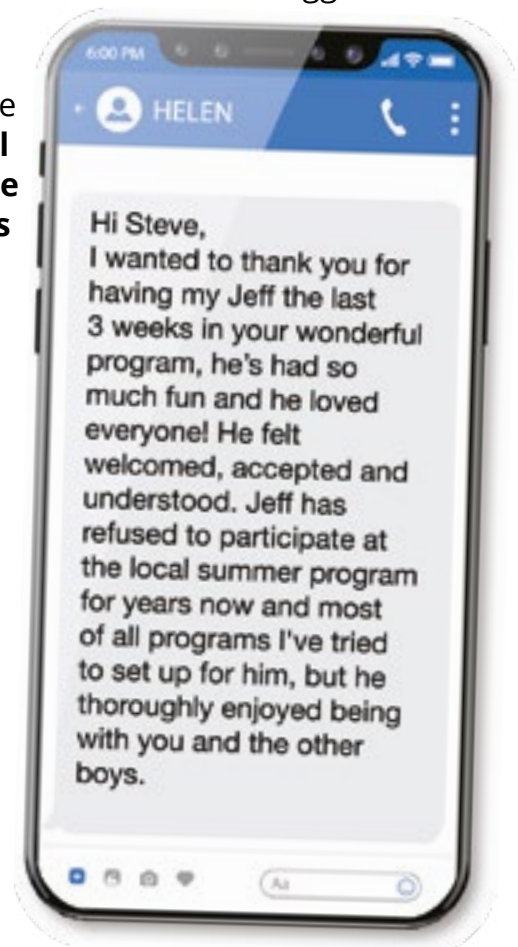 gg
e
l
e
s
6:00 PM
HELEN
Hi Steve,
I wanted to thank you for
having my Jeff the last
3 weeks in your wonderful
program, he's had so
much fun and he loved
everyone! He felt
welcomed, accepted and
understood. Jeff has
refused to participate at
the local summer program
for years now and most
of all programs I've tried
to set up for him, but he
thoroughly enjoyed being
with you and the other
boys.
Aa